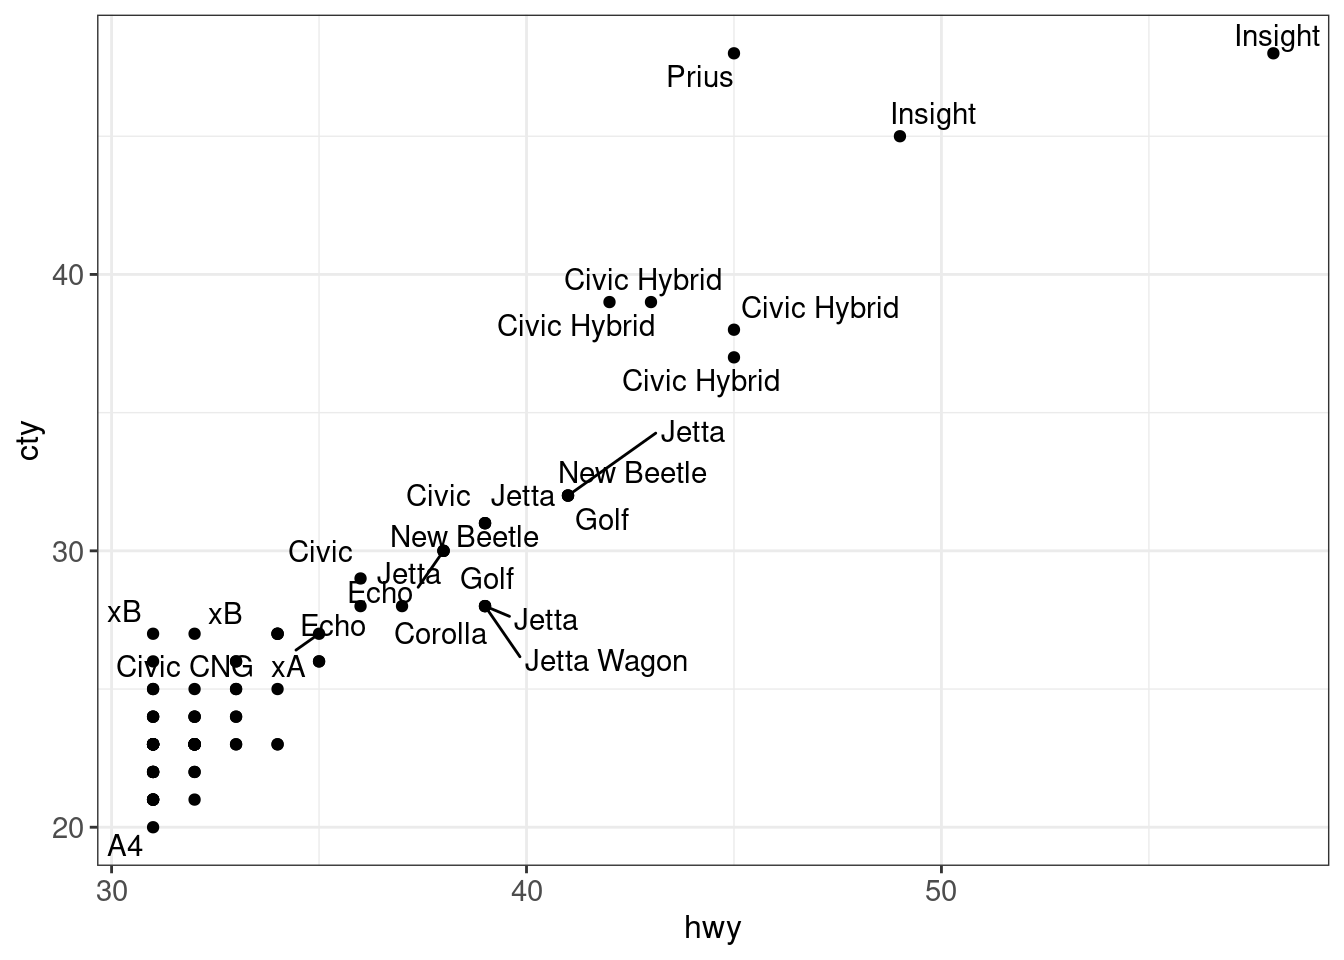 Insight
Prius
Insight
Civic Hybrid
Civic Hybrid
Civic Hybrid
Civic Hybrid
Jetta
New Beetle
Civic
Jetta
Golf
New Beetle
Civic
Jetta
Golf
Echo
xB
xB
Echo
Corolla
Jetta
Civic CNG
xA
Jetta Wagon
A4
40
30
20
cty
30
40
50
hwy